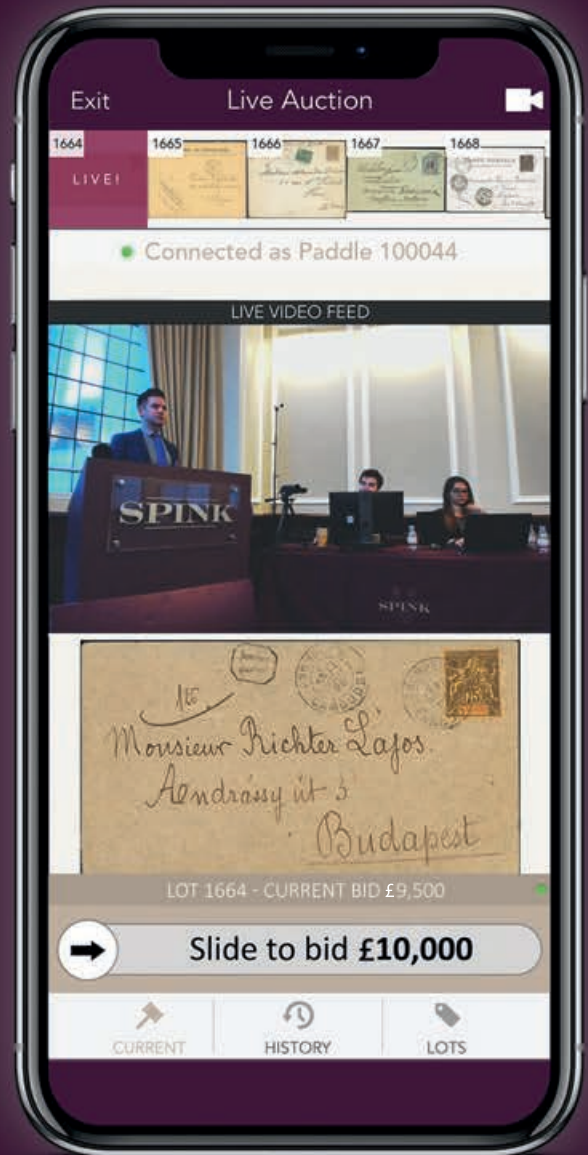 Exit Live Auction
1664 1665 1666 1667 1668
LIVE!
Connected as Paddle 100044
LIVE VIDEO FEED
SPINK
SPINK
Monsieur Richter Lajos.
Andrássy út 3
Budapest
LOT 1664 - CURRENT BID £9,500
Slide to bid £10,000
CURRENT HISTORY LOTS